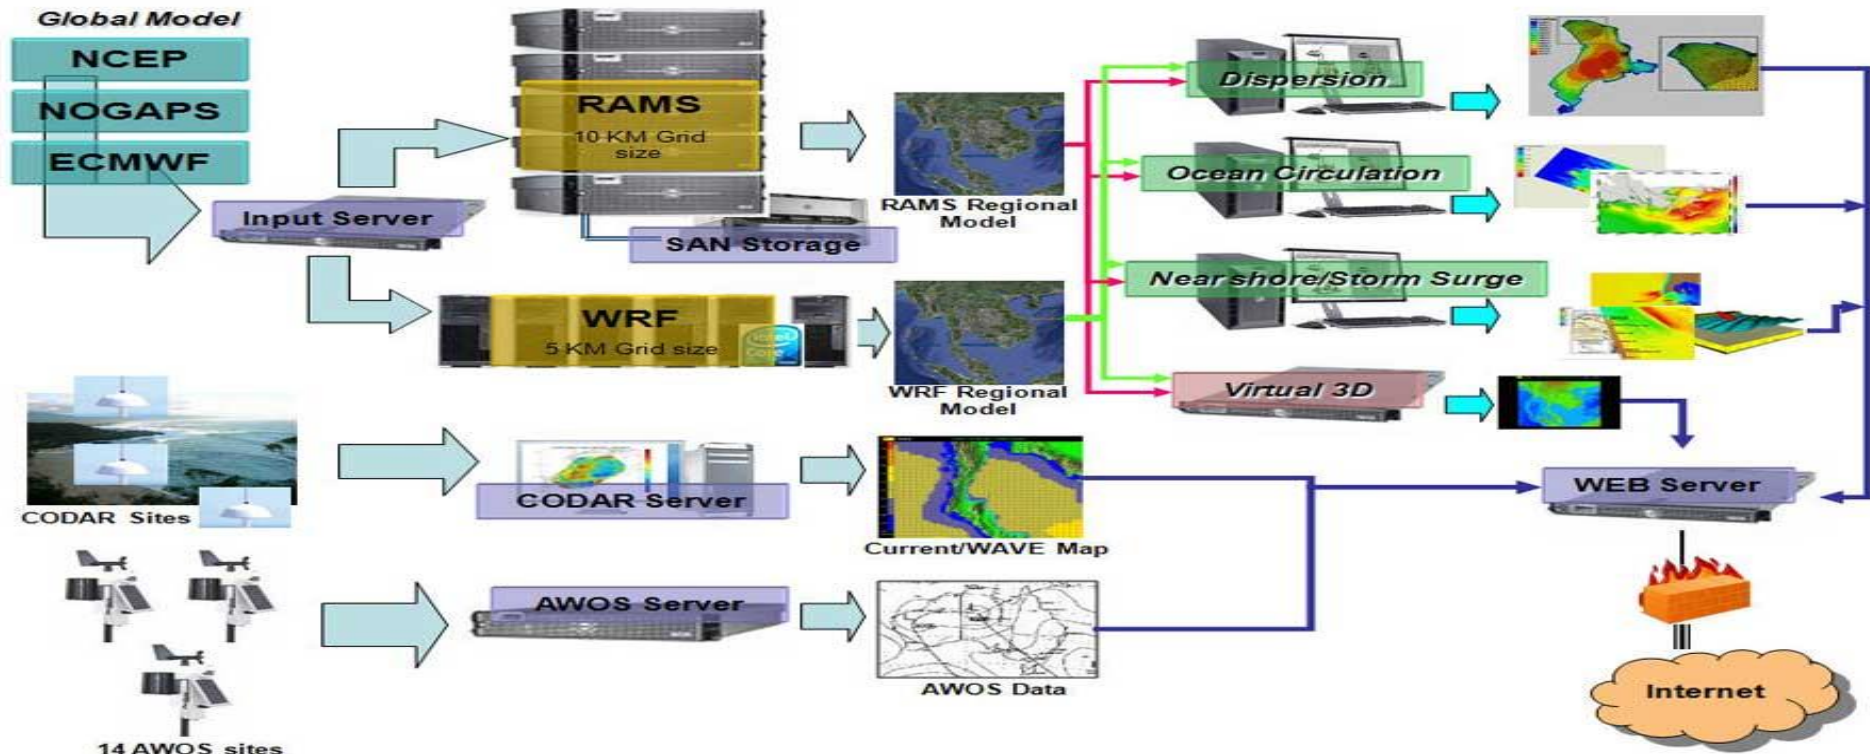 Global Model
NCEP
NOGAPS
ECMWF
Input Server
RAMS
10 KM Grid
size
SAN Storage
WRF
5 KM Grid size
intel
Core
RAMS Regional
Model
WRF Regional
Model
Dispersion
Ocean Circulation
Near shore/Storm Surge
Virtual 3D
CODAR Sites
CODAR Server
Current/WAVE Map
WEB Server
14 AWOS sites
AWOS Server
AWOS Data
Internet